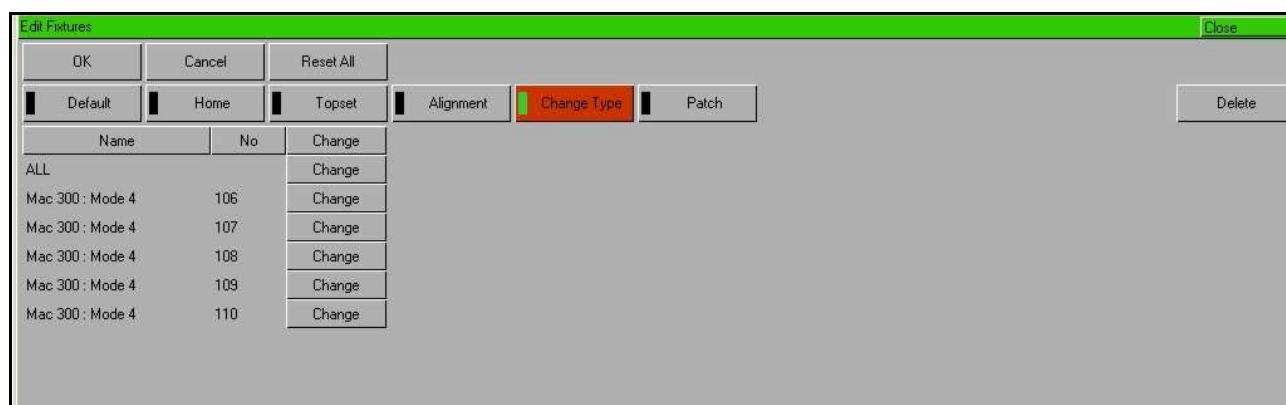 Edit Fixtures Close
OK Cancel Reset All
Default Home Topset Alignment Change Type Patch Delete
Name No Change
ALL Change
Mac 300 : Mode 4 106 Change
Mac 300 : Mode 4 107 Change
Mac 300 : Mode 4 108 Change
Mac 300 : Mode 4 109 Change
Mac 300 : Mode 4 110 Change